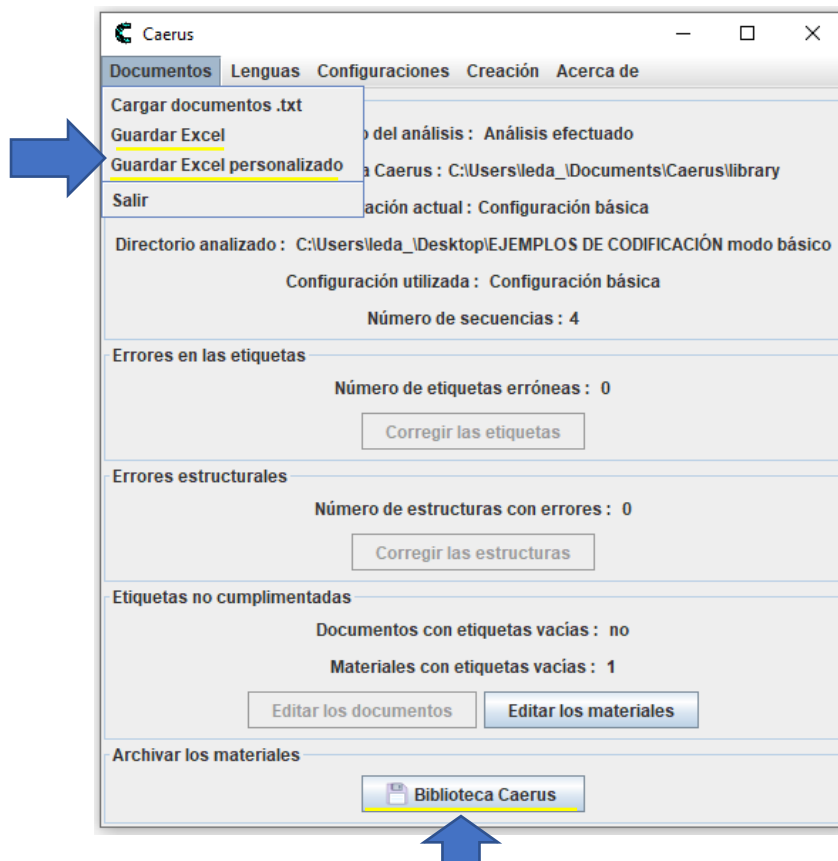 Caerus
Documentos Lenguas Configuraciones Creación Acerca de
Cargar documentos .txt
Guardar Excel
Guardar Excel personalizado
Salir
del análisis : Análisis efectuado
Caerus : C:\Users\leda_\Documents\Caerus\library
actual : Configuración básica
Directorio analizado : C:\Users\leda_\Desktop\EJEMPLOS DE CODIFICACIÓN modo básico
Configuración utilizada : Configuración básica
Número de secuencias : 4
Errores en las etiquetas
Número de etiquetas erróneas : 0
Corregir las etiquetas
Errores estructurales
Número de estructuras con errores : 0
Corregir las estructuras
Etiquetas no cumplimentadas
Documentos con etiquetas vacías : no
Materiales con etiquetas vacías : 1
Editar los documentos Editar los materiales
Archivar los materiales
Biblioteca Caerus